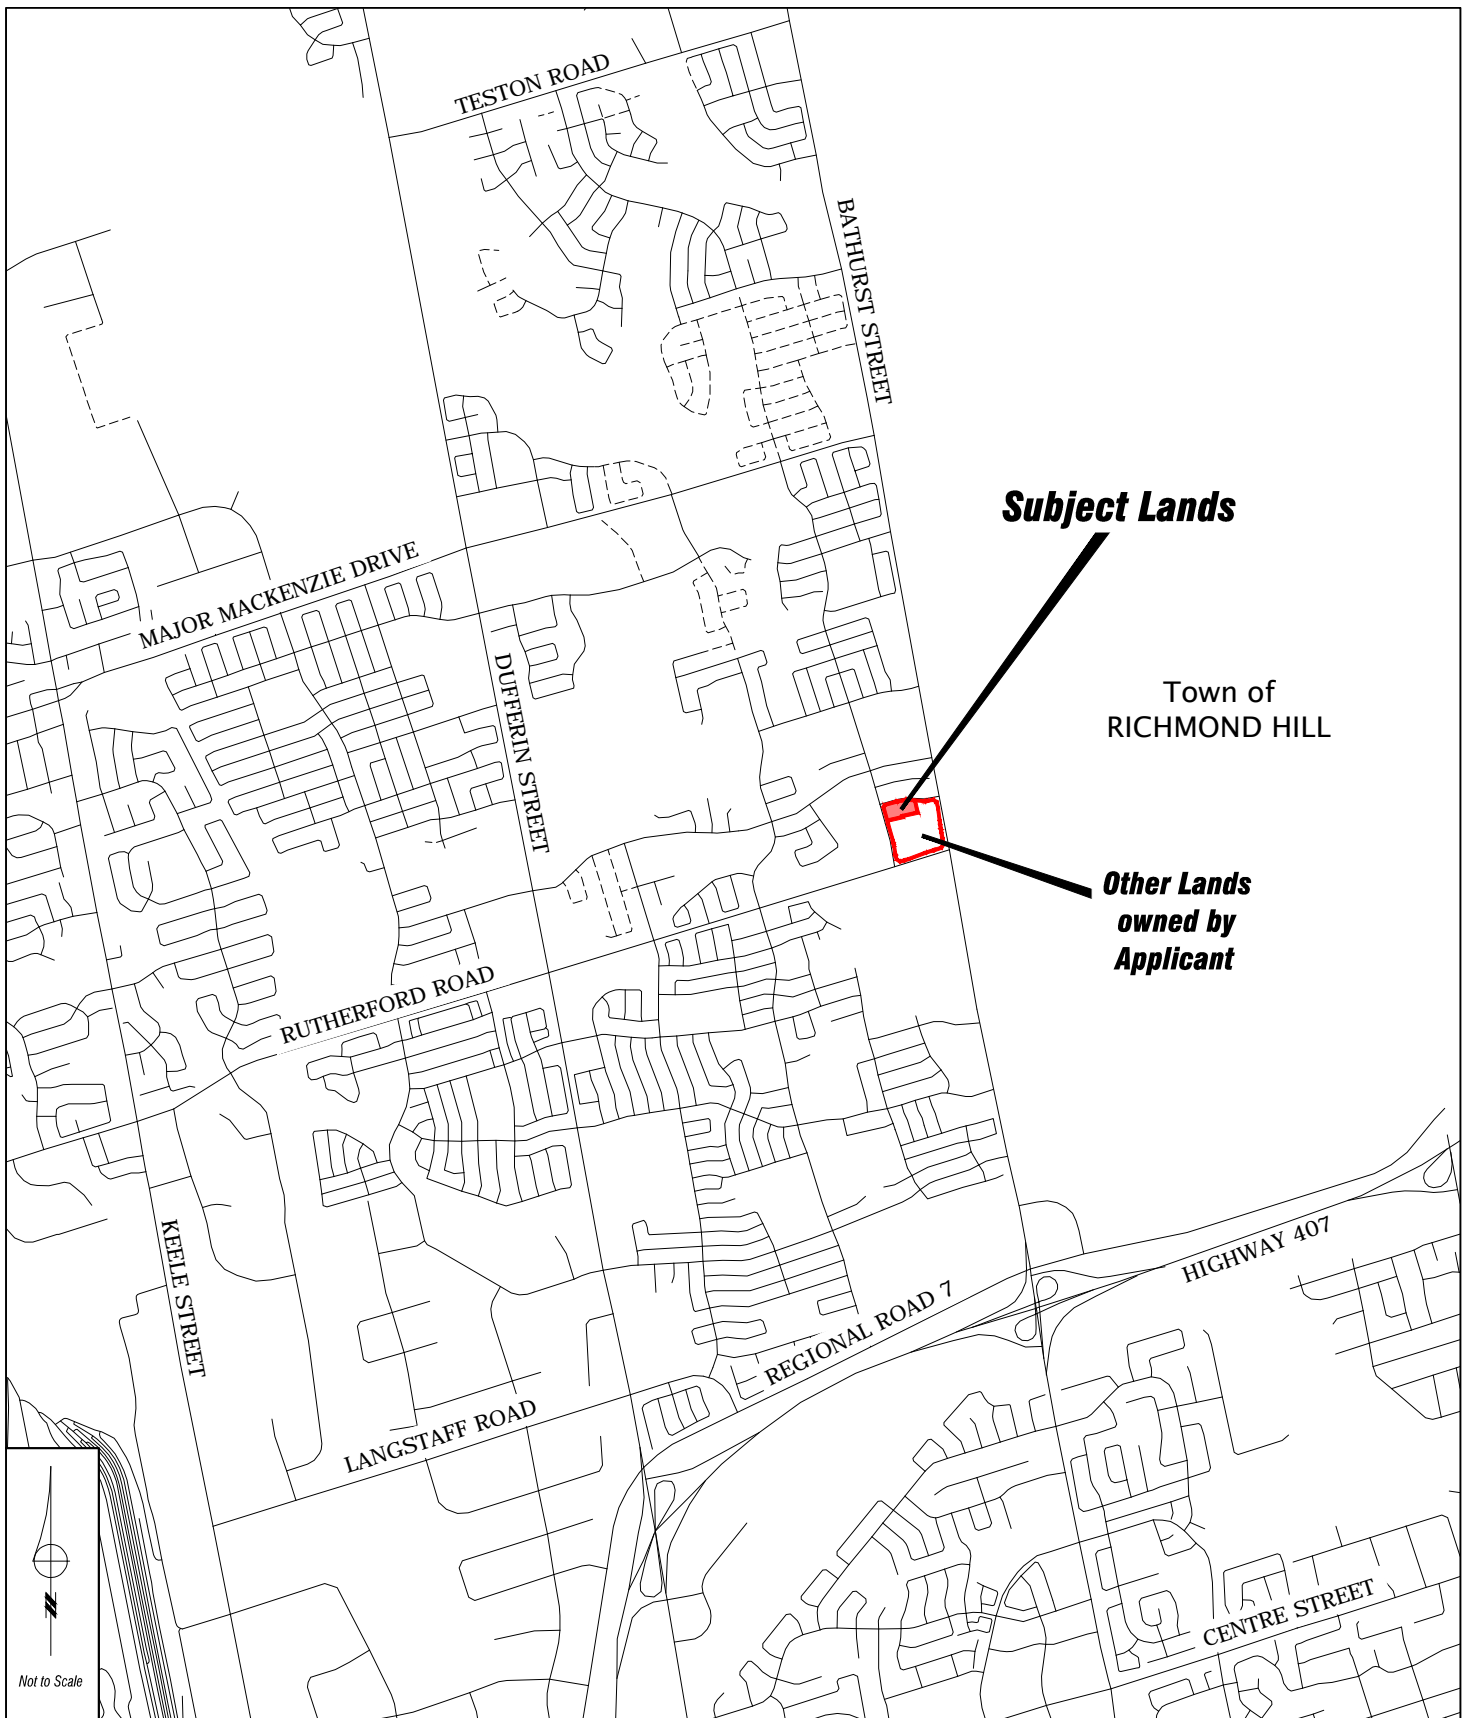 TESTON ROAD
BATHURST STREET
Subject Lands
MAJOR MACKENZIE DRIVE
Town of
RICHMOND HILL
DUFFERIN STREET
Other Lands
owned by
Applicant
RUTHERFORD ROAD
KEELE STREET
HIGHWAY 407
REGIONAL ROAD 7
LANGSTAFF ROAD
CENTRE STREET
N
Not to Scale